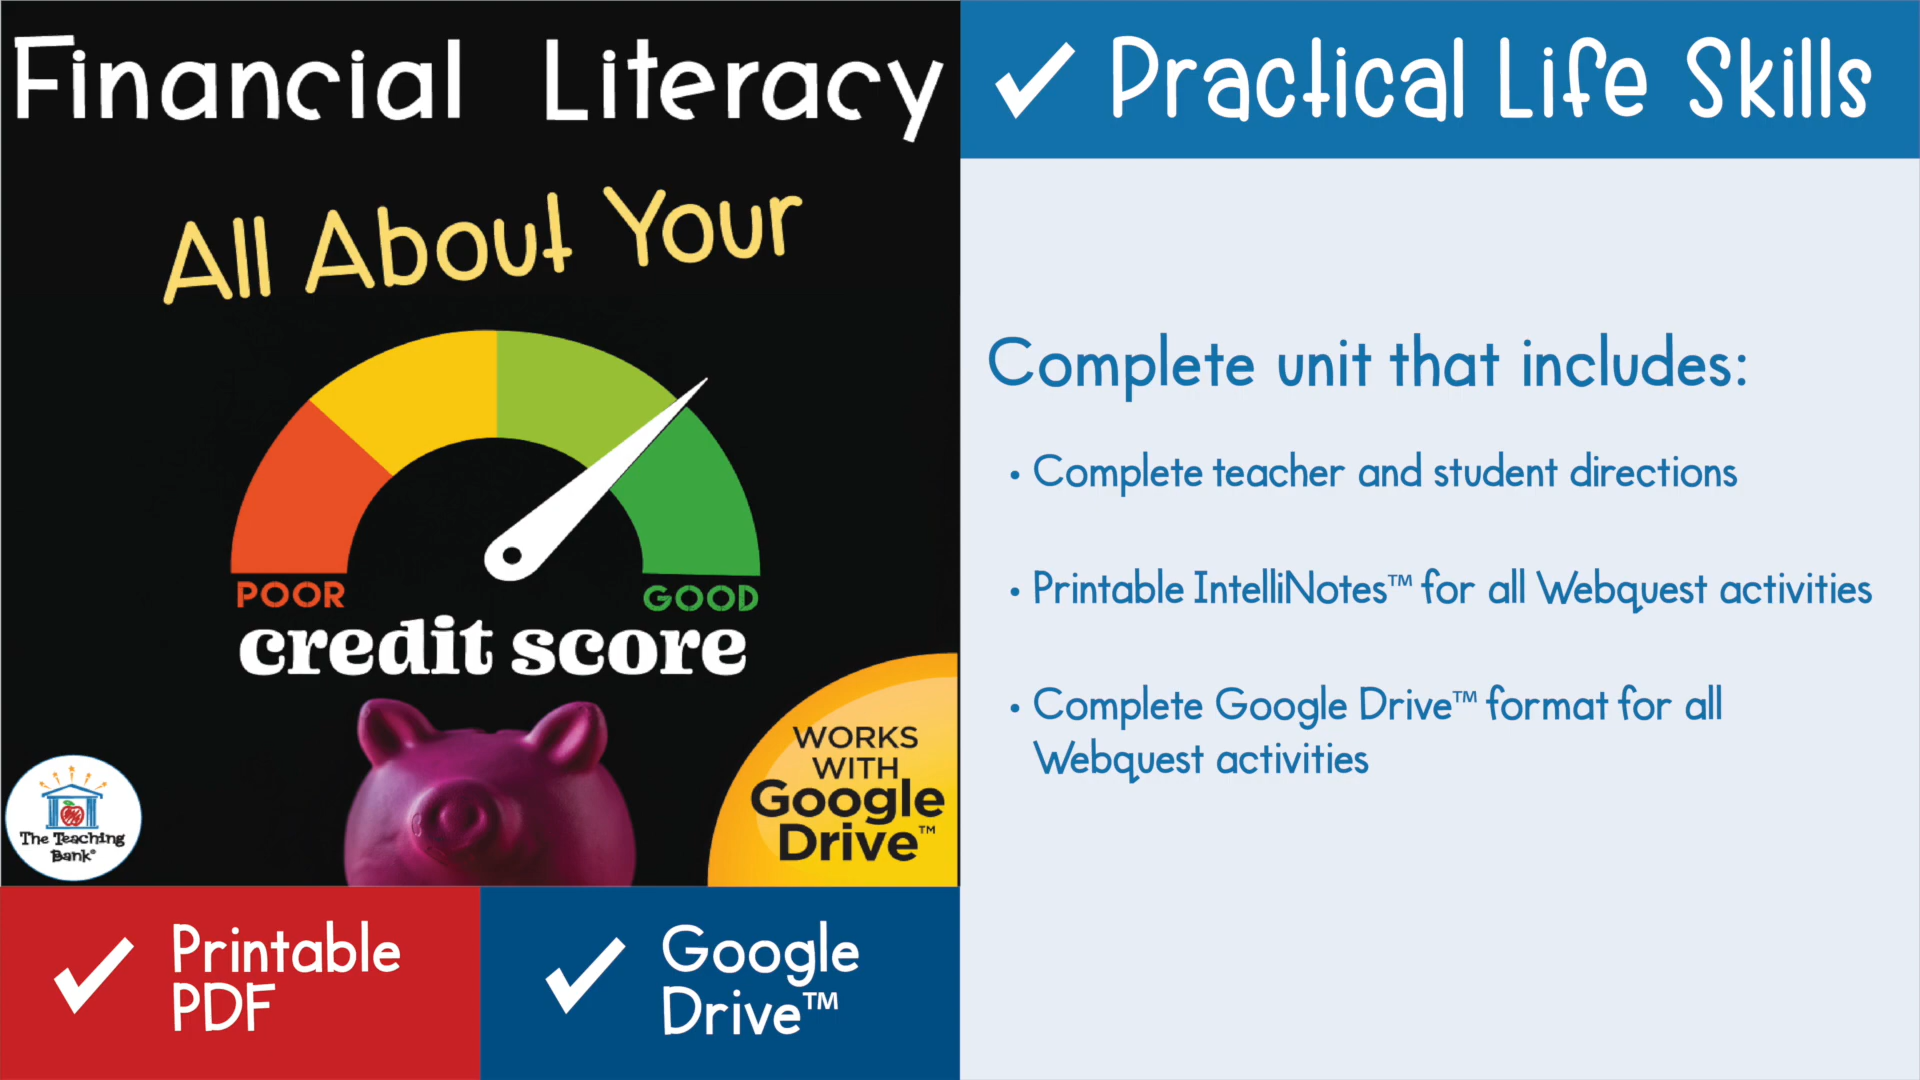 Financial Literacy
All About Your
POOR
GOOD
credit score
WORKS
WITH
Google
Drive™
The Teaching
Bank®
✓ Printable
PDF
✓ Google
Drive™
✓ Practical Life Skills
Complete unit that includes:
• Complete teacher and student directions
• Printable IntelliNotes™ for all Webquest activities
• Complete Google Drive™ format for all
Webquest activities